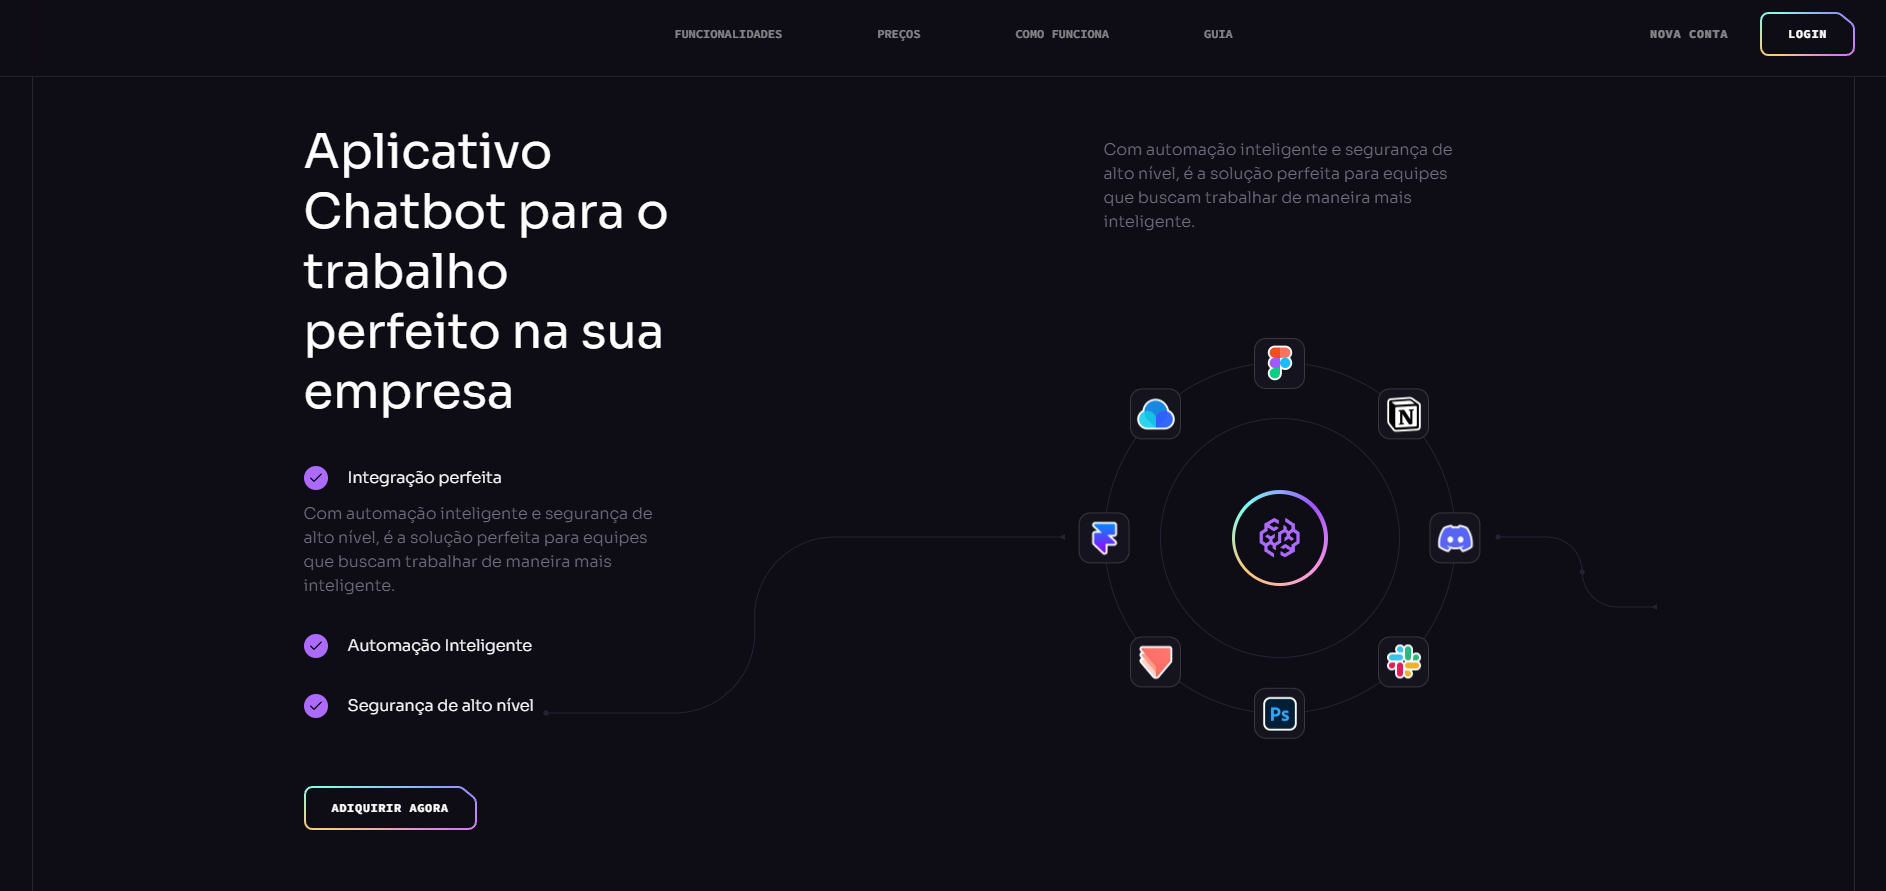 FUNCIONALIDADES
PREÇOS
COMO FUNCIONA
GUIA
NOVA CONTA
LOGIN
Aplicativo
Chatbot para o
trabalho
perfeito na sua
empresa
Integração perfeita
Com automação inteligente e segurança de
alto nível, é a solução perfeita para equipes
que buscam trabalhar de maneira mais
inteligente.
Automação Inteligente
Segurança de alto nível
ADIQUIRIR AGORA
Com automação inteligente e segurança de
alto nível, é a solução perfeita para equipes
que buscam trabalhar de maneira mais
inteligente.
N
Ps